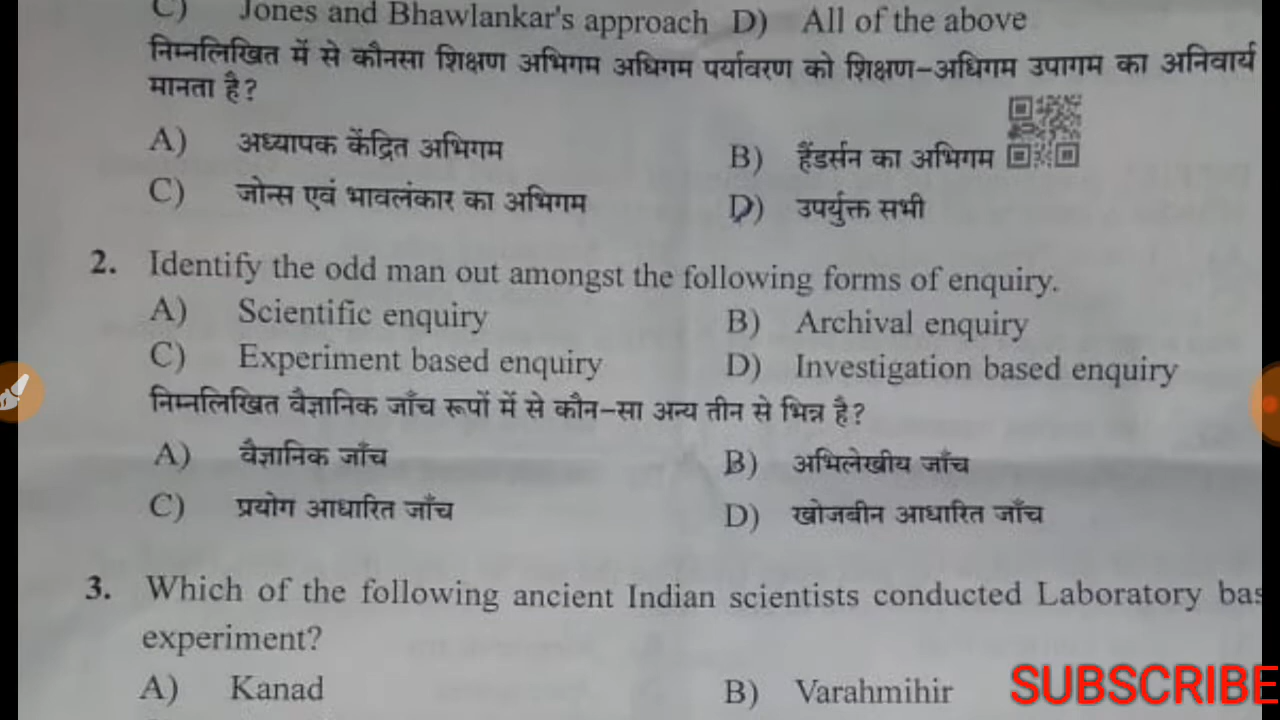 C) Jones and Bhawlankar's approach D) All of the above
निम्नलिखित में से कौनसा शिक्षण अभिगम अधिगम पर्यावरण को शिक्षण-अधिगम उपागम का अनिवार्य
मानता है?
A) अध्यापक केंद्रित अभिगम B) हैंडर्सन का अभिगम
C) जोन्स एवं भावलंकार का अभिगम D) उपर्युक्त सभी
2. Identify the odd man out amongst the following forms of enquiry.
A) Scientific enquiry B) Archival enquiry
C) Experiment based enquiry D) Investigation based enquiry
निम्नलिखित वैज्ञानिक जाँच रूपों में से कौन-सा अन्य तीन से भिन्न है?
A) वैज्ञानिक जाँच B) अभिलेखीय जाँच
C) प्रयोग आधारित जाँच D) खोजबीन आधारित जाँच
3. Which of the following ancient Indian scientists conducted Laboratory bas
experiment?
A) Kanad B) Varahmihir
SUBSCRIBE